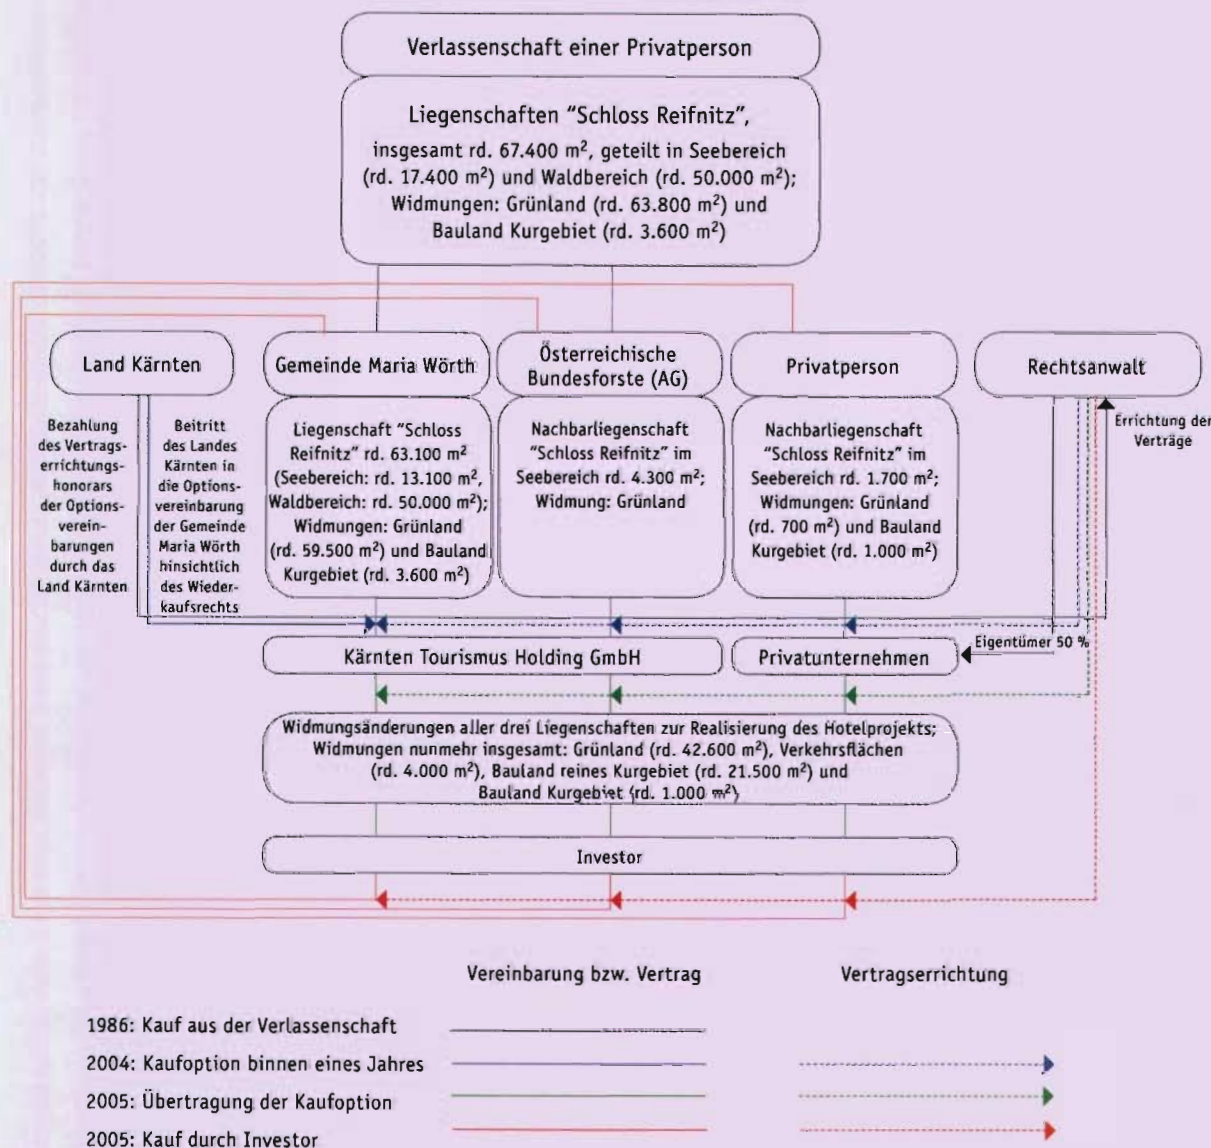 Verlassenschaft einer Privatperson
Liegenschaften “Schloss Reifnitz”,
insgesamt rd. 67.400 m², geteilt in Seebereich
(rd. 17.400 m²) und Waldbereich (rd. 50.000 m²);
Widmungen: Grünland (rd. 63.800 m²) und
Bauland Kurgebiet (rd. 3.600 m²)
Land Kärnten
Bezahlung
des Vertrags-
errichtungs-
honorars
der Options-
verein-
barungen
durch das
Land Kärnten
Beitritt
des Landes
Kärnten in
die Options-
vereinbarung
der Gemeinde
Maria Wörth
hinsichtlich
des Wieder-
kaufsrechts
Gemeinde Maria Wörth
Liegenschaft “Schloss
Reifnitz” rd. 63.100 m²
(Seebereich: rd. 13.100 m²,
Waldbereich: rd. 50.000 m²);
Widmungen: Grünland
(rd. 59.500 m²) und Bauland
Kurgebiet (rd. 3.600 m²)
Österreichische
Bundesforste (AG)
Nachbarliegenschaft
“Schloss Reifnitz” im
Seebereich rd. 4.300 m²;
Widmung: Grünland
Privatperson
Nachbarliegenschaft
“Schloss Reifnitz” im
Seebereich rd. 1.700 m²;
Widmungen: Grünland
(rd. 700 m²) und Bauland
Kurgebiet (rd. 1.000 m²)
Rechtsanwalt
Errichtung der
Verträge
Eigentümer 50 %
Kärnten Tourismus Holding GmbH
Privatunternehmen
Widmungsänderungen aller drei Liegenschaften zur Realisierung des Hotelprojekts;
Widmungen nunmehr insgesamt: Grünland (rd. 42.600 m²), Verkehrsflächen
(rd. 4.000 m²), Bauland reines Kurgebiet (rd. 21.500 m²) und
Bauland Kurgebiet (rd. 1.000 m²)
Investor
Vereinbarung bzw. Vertrag
Vertragserrichtung
1986: Kauf aus der Verlassenschaft
2004: Kaufoption binnen eines Jahres
2005: Übertragung der Kaufoption
2005: Kauf durch Investor